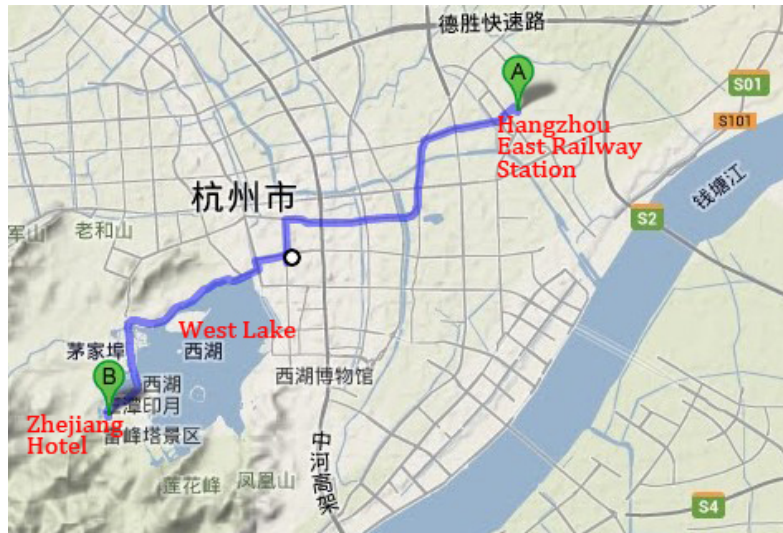 德胜快速路
A
S01
S101
Hangzhou
East Railway
Station
钱塘江
杭州市
S2
军山
老和山
West Lake
茅家埠
西湖
西湖博物馆
B
西湖
潭印月
Zhejiang
Hotel
雷峰塔景区
中河高架
莲花峰
凤凰山
S4